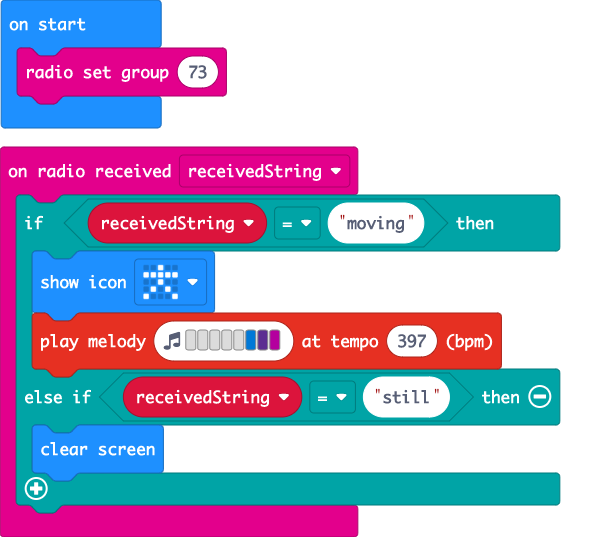 on start
radio set group 73
on radio received receivedString
if receivedString = "moving" then
show icon
play melody at tempo 397 (bpm)
else if receivedString = "still" then
clear screen